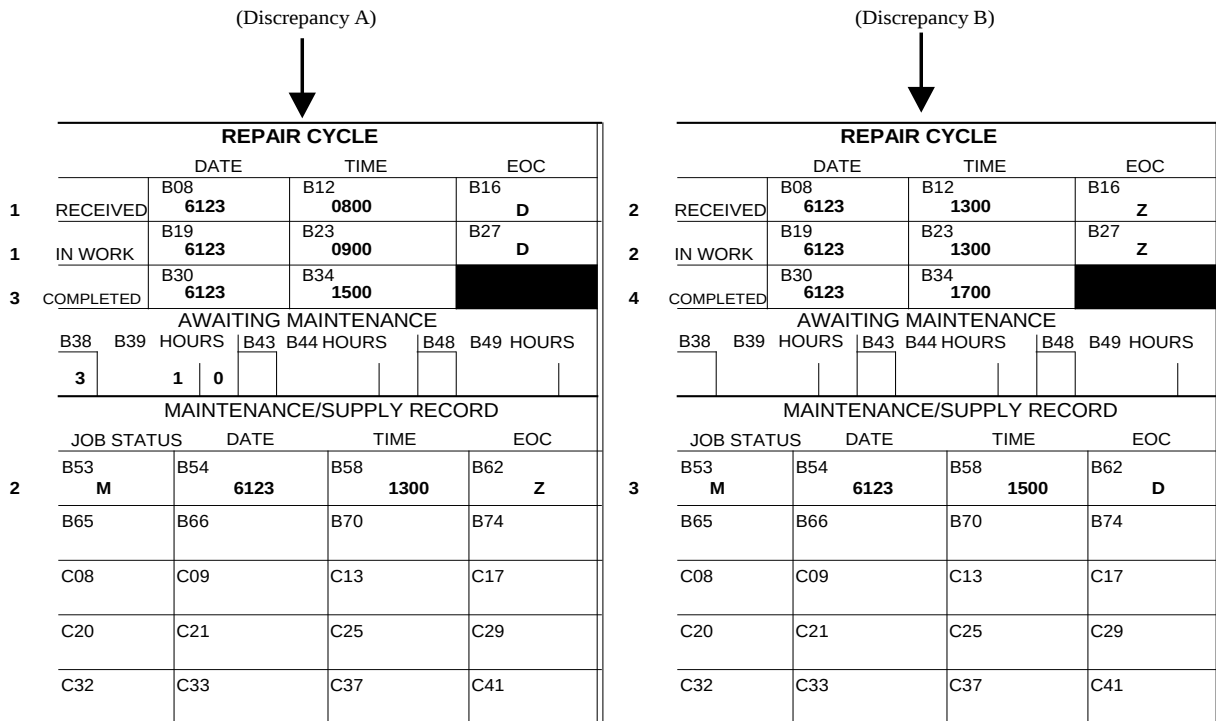 (Discrepancy A)
REPAIR CYCLE
DATE TIME EOC
B08 B12 B16
1 RECEIVED 6123 0800 D
B19 B23 B27
1 IN WORK 6123 0900 D
B30 B34
3 COMPLETED 6123 1500
AWAITING MAINTENANCE
B38 B39 HOURS B43 B44 HOURS B48 B49 HOURS
3 1 0
MAINTENANCE/SUPPLY RECORD
JOB STATUS DATE TIME EOC
B53 B54 B58 B62
2 M 6123 1300 Z
B65 B66 B70 B74
C08 C09 C13 C17
C20 C21 C25 C29
C32 C33 C37 C41
(Discrepancy B)
REPAIR CYCLE
DATE TIME EOC
B08 B12 B16
2 RECEIVED 6123 1300 Z
B19 B23 B27
2 IN WORK 6123 1300 Z
B30 B34
4 COMPLETED 6123 1700
AWAITING MAINTENANCE
B38 B39 HOURS B43 B44 HOURS B48 B49 HOURS
MAINTENANCE/SUPPLY RECORD
JOB STATUS DATE TIME EOC
B53 B54 B58 B62
3 M 6123 1500 D
B65 B66 B70 B74
C08 C09 C13 C17
C20 C21 C25 C29
C32 C33 C37 C41